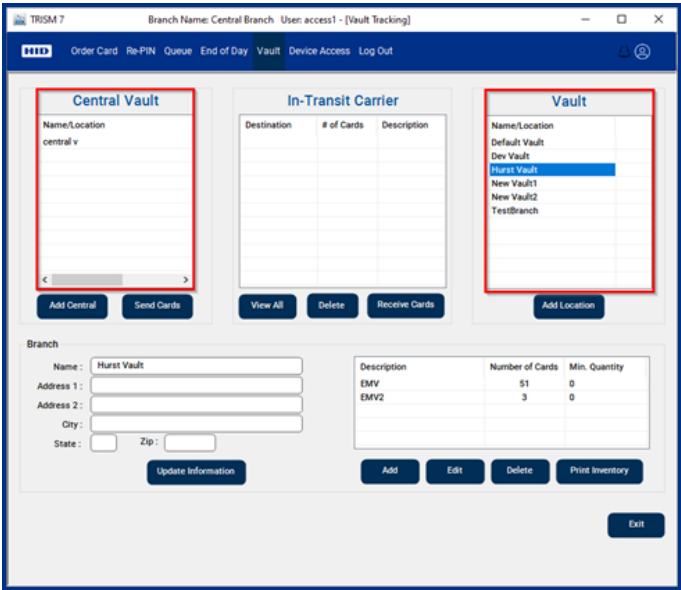 TRISM 7 Branch Name: Central Branch User: access1 - [Vault Tracking]
HID Order Card Re-PIN Queue End of Day Vault Device Access Log Out
Central Vault
Name/Location
central v
Add Central Send Cards
In-Transit Carrier
Destination # of Cards Description
View All Delete Receive Cards
Vault
Name/Location
Default Vault
Dev Vault
Hurst Vault
New Vault1
New Vault2
TestBranch
Add Location
Branch
Name : Hurst Vault
Address 1 :
Address 2 :
City :
State : Zip :
Update Information
Description Number of Cards Min. Quantity
EMV 51 0
EMV2 3 0
Add Edit Delete Print Inventory
Exit